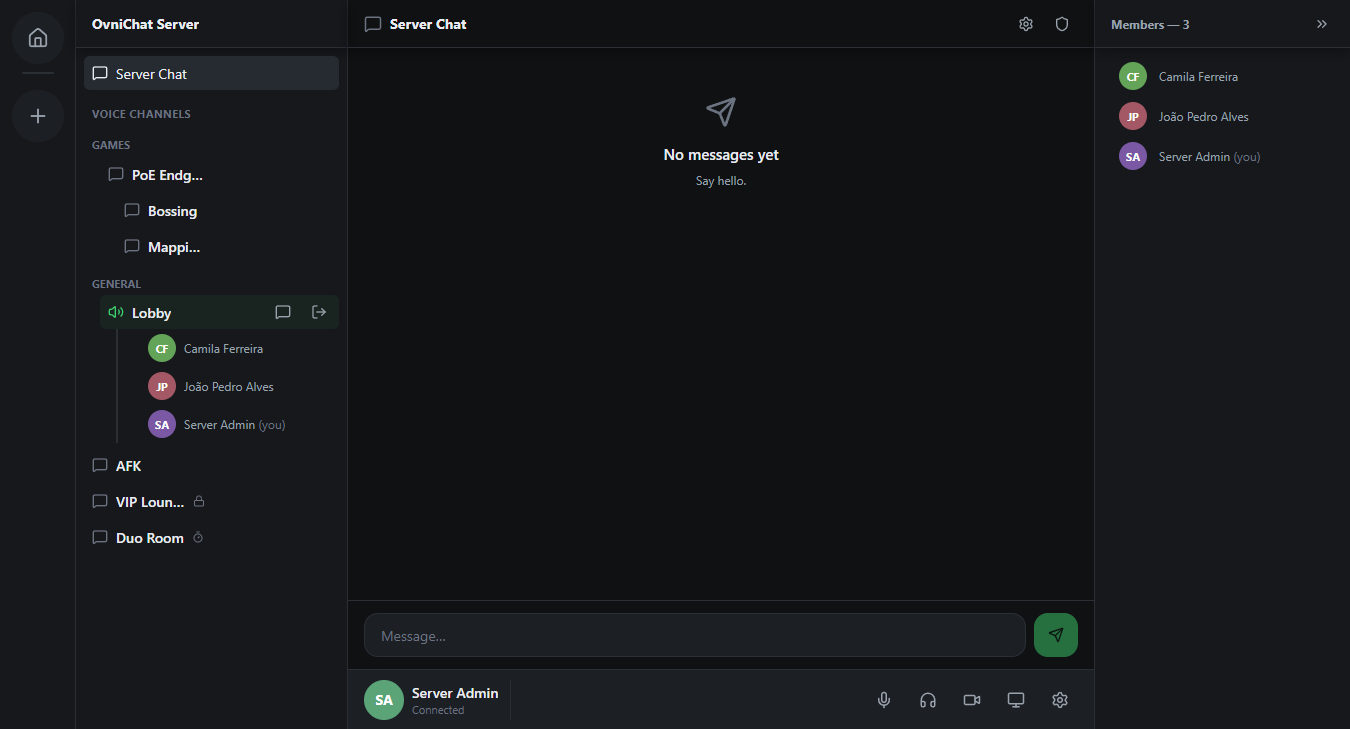 OvniChat Server
Server Chat
VOICE CHANNELS
GAMES
PoE Endg...
Bossing
Mappi...
GENERAL
Lobby
CF Camila Ferreira
JP João Pedro Alves
SA Server Admin (you)
AFK
VIP Loun...
Duo Room
Server Chat
No messages yet
Say hello.
Message...
SA Server Admin
Connected
Members — 3
CF Camila Ferreira
JP João Pedro Alves
SA Server Admin (you)